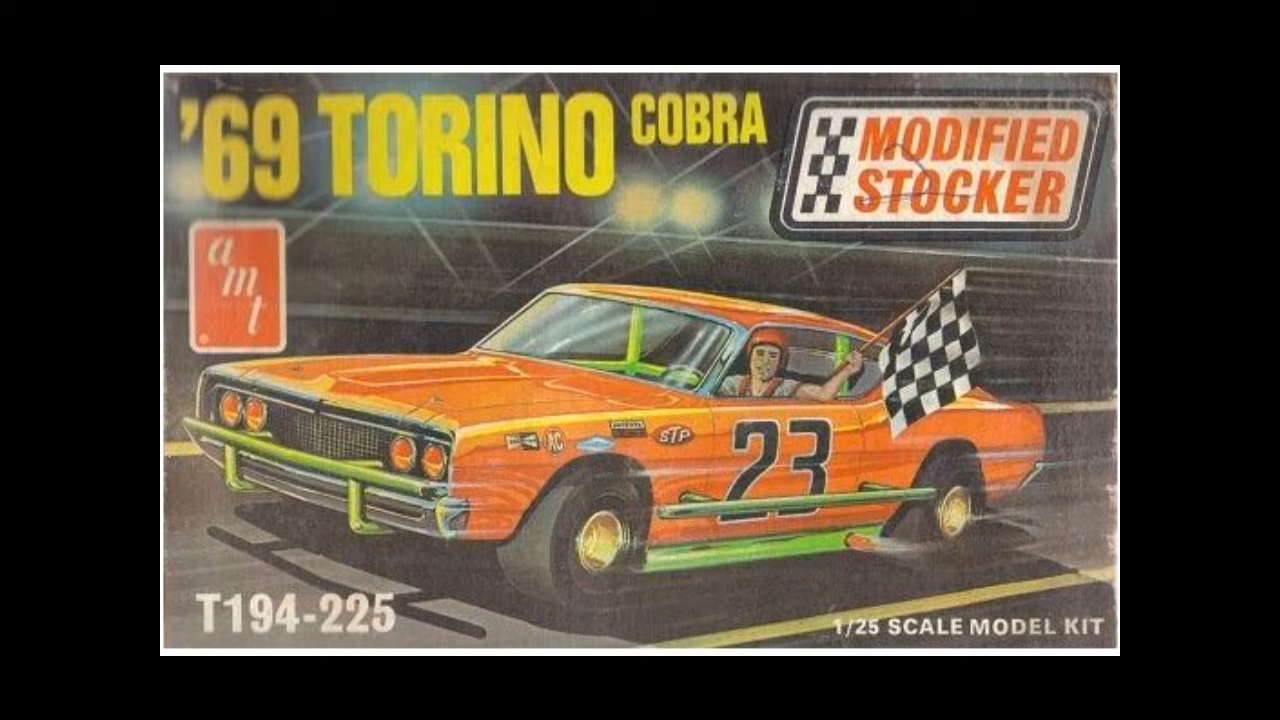 '69 TORINO COBRA
MODIFIED
STOCKER
amt
STP
23
T194-225
1/25 SCALE MODEL KIT